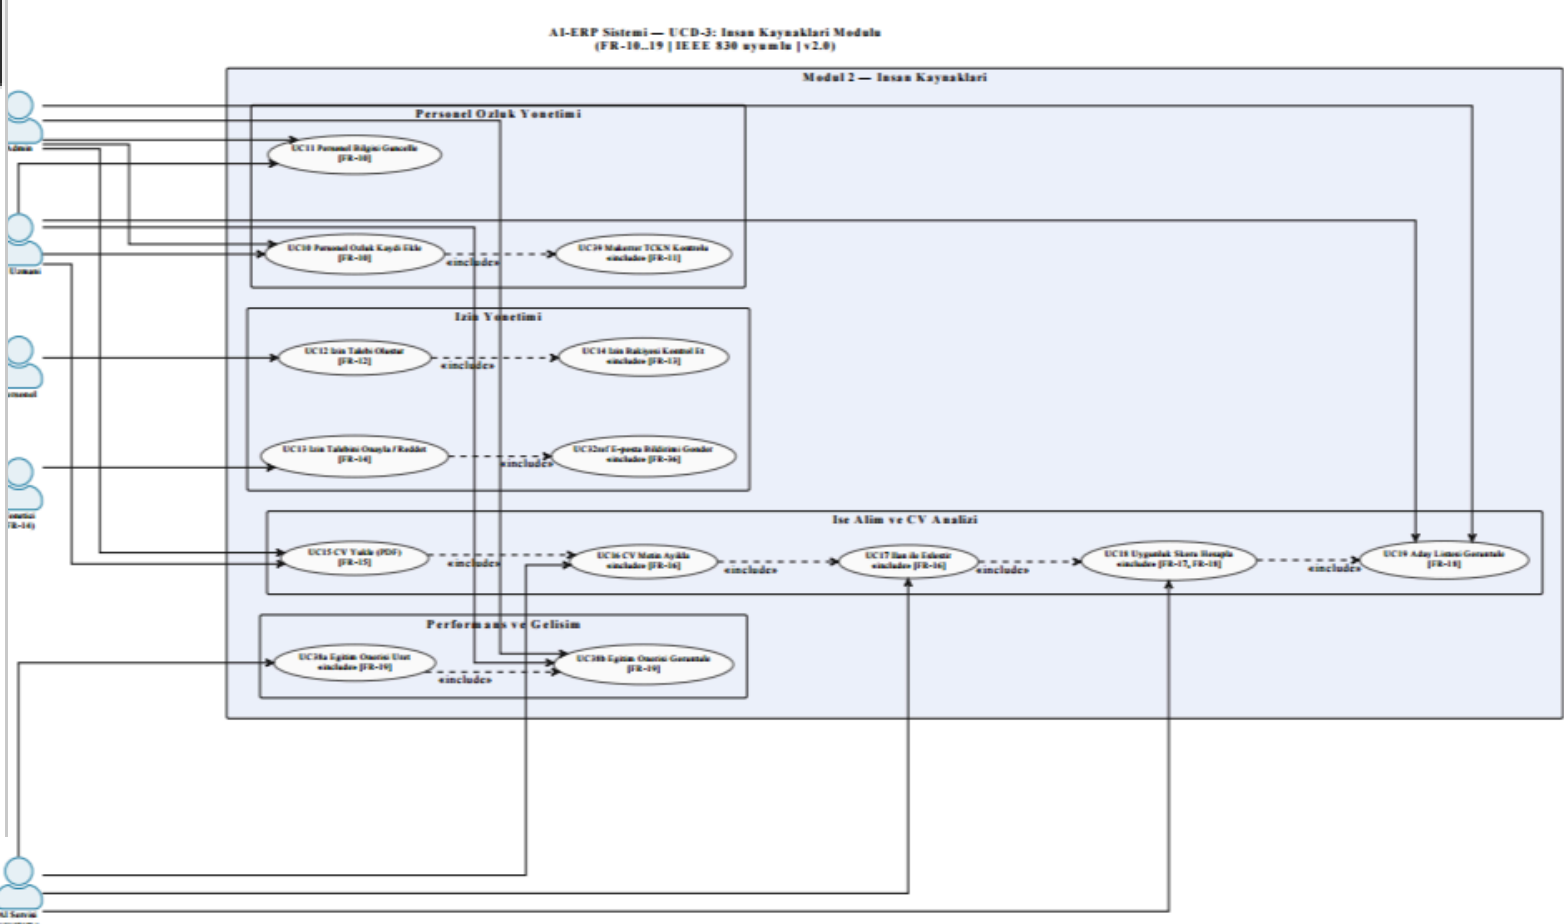 AI-ERP Sistemi — UCD-3: Insan Kaynaklari Modulu
(FR-10..19 | IEEE 830 uyumlu | v2.0)
Modul 2 — Insan Kaynaklari
Personel Ozluk Yonetimi
UC11 Personel Bilgisi Guncelle
[FR-10]
UC10 Personel Ozluk Kaydi Ekle
[FR-10]
«include»
UC39 Mukerrer TCKN Kontrolu
«include» [FR-11]
Izin Yonetimi
UC12 Izin Talebi Olustur
[FR-12]
«include»
UC14 Izin Bakiyesi Kontrol Et
«include» [FR-13]
UC13 Izin Talebini Onayla / Reddet
[FR-14]
«include»
UC32ref E-posta Bildirimi Gonder
«include» [FR-36]
Ise Alim ve CV Analizi
UC15 CV Yukle (PDF)
[FR-15]
«include»
UC16 CV Metin Ayikla
«include» [FR-16]
«include»
UC17 Ilan ile Eslestir
«include» [FR-16]
«include»
UC18 Uygunluk Skoru Hesapla
«include» [FR-17, FR-18]
«include»
UC19 Aday Listesi Goruntule
[FR-18]
Performans ve Gelisim
UC38a Egitim Onerisi Uret
«include» [FR-19]
«include»
UC38b Egitim Onerisi Goruntule
[FR-19]
Admin
Uzmani
ersonel
onetici
FR-14)
AI Servisi